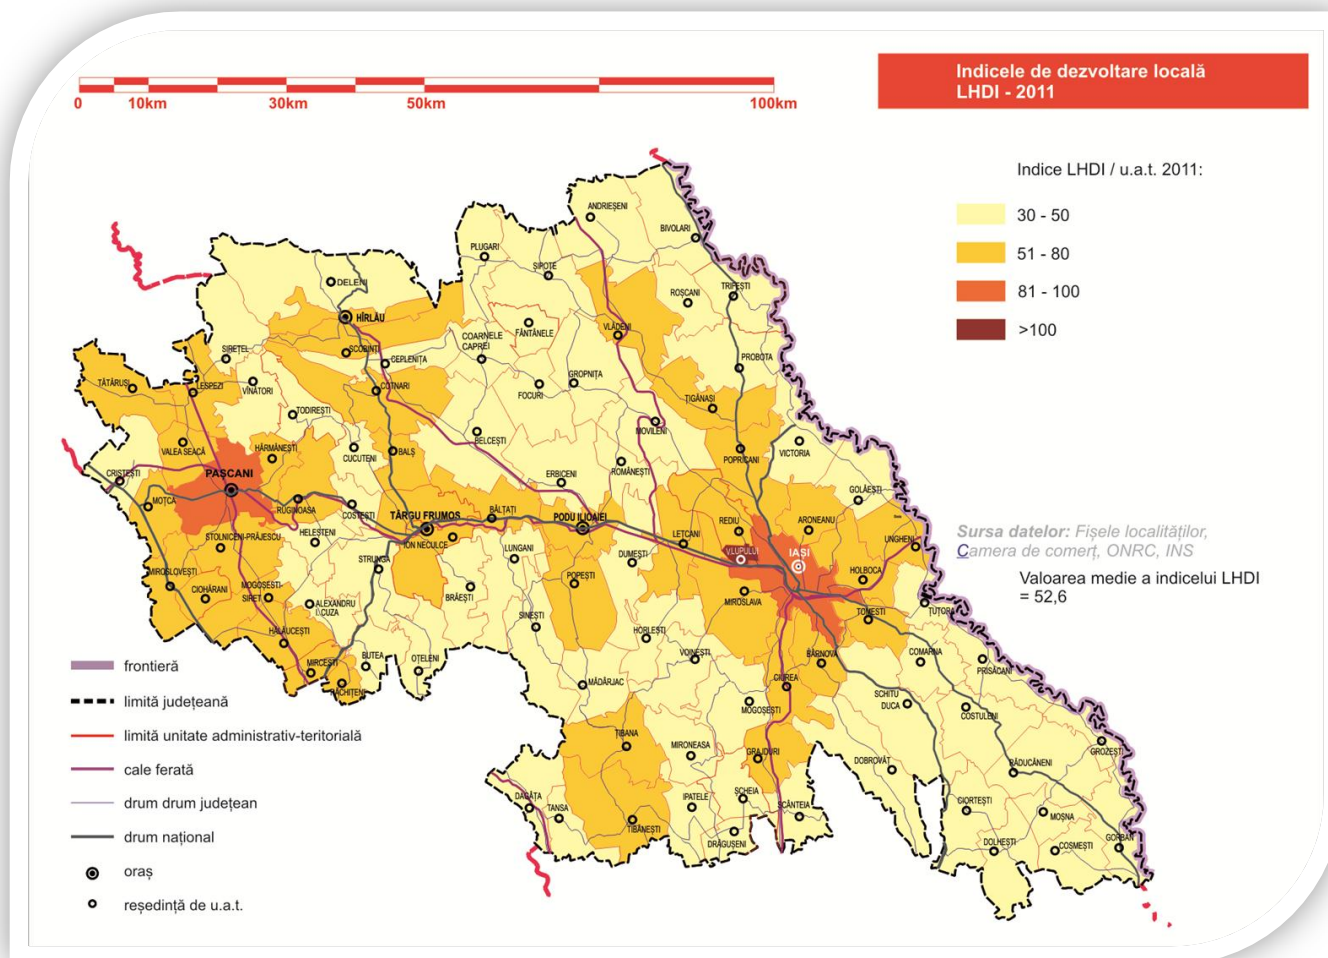 0 10km 30km 50km 100km
Indicele de dezvoltare locală
LHDI - 2011
Indice LHDI / u.a.t. 2011:
30 - 50
51 - 80
81 - 100
>100
ANDRIEȘENI
BIVOLARI
PLUGARI
ȘIPOTE
DELENI
ROȘCANI
TRIFEȘTI
HÎRLĂU
FÂNTÂNELE
VLĂDENI
COARNELE
CAPREI
SIREȚEL
SCOBINȚI
CEPLENIȚA
PROBOTA
GROPNIȚA
TĂTĂRUȘI
LESPEZI
VÎNĂTORI
COTNARI
FOCURI
ȚIGĂNAȘI
TODIREȘTI
MOVILENI
BELCEȘTI
VALEA SEACĂ
HĂRMĂNEȘTI
CUCUTENI
BALȘ
POPRICANI
VICTORIA
CRISTEȘTI
PAȘCANI
ERBICENI
ROMÂNEȘTI
GOLĂEȘTI
MOȚCA
RUGINOASA
COSTEȘTI
TÂRGU FRUMOS
BĂLȚAȚI
PODU ILIOAIEI
REDIU
ARONEANU
STOLNICENI-PRĂJESCU
HELEȘTENI
ION NECULCE
LEȚCANI
UNGHENI
STRUNGA
LUNGANI
DUMEȘTI
VLUPULUI
IAȘI
MIROSLOVEȘTI
CIOHĂRANI
MOGOȘEȘTI-
SIRET
BRĂEȘTI
POPEȘTI
HOLBOCA
ALEXANDRU
I.CUZA
MIROSLAVA
TOMEȘTI
ȚUȚORA
SINEȘTI
HĂLĂUCEȘTI
HORLEȘTI
MIRCEȘTI
BUTEA
OȚELENI
VOINEȘTI
BÂRNOVA
COMARNA
PRISĂCANI
RĂCHIȚENI
MĂDÂRJAC
CIUREA
SCHITU
DUCA
MOGOȘEȘTI
COSTULENI
ȚIBANA
MIRONEASA
GRAJDURI
GROZEȘTI
DOBROVĂȚ
RĂDUCĂNENI
DAGÂȚA
TANSA
IPATELE
ȘCHEIA
SCÂNTEIA
CIORTEȘTI
MOȘNA
ȚIBĂNEȘTI
DRĂGUȘENI
DOLHEȘTI
COSMEȘTI
GORBAN
Sursa datelor: Fișele localităților,
Camera de comerț, ONRC, INS
Valoarea medie a indicelui LHDI
= 52,6
frontieră
limită județeană
limită unitate administrativ-teritorială
cale ferată
drum drum județean
drum național
oraș
reședință de u.a.t.